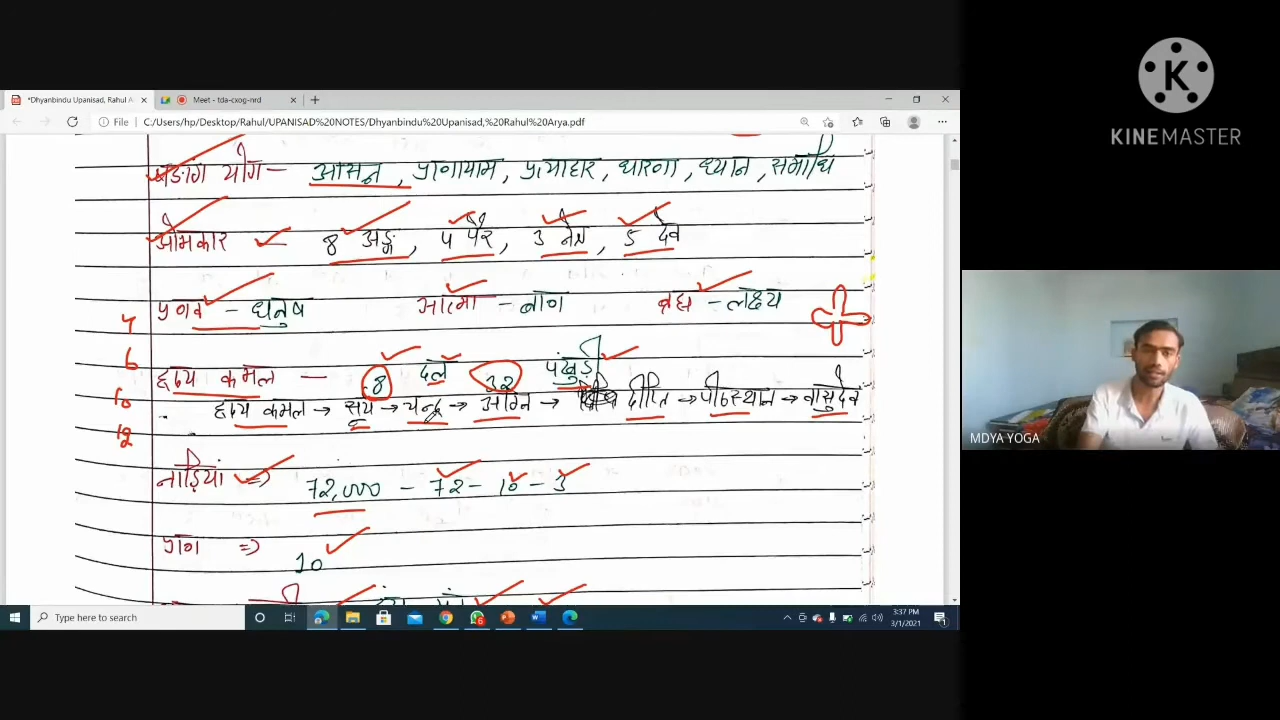 *Dhyanbindu Upanisad, Rahul A
Meet - tda-cxog-nrd
File
C:/Users/hp/Desktop/Rahul/UPANISAD%20NOTES/Dhyanbindu%20Upanisad,%20Rahul%20Arya.pdf
षडंग योग - आसन, प्राणायाम, प्रत्याहार, धारणा, ध्यान, समाधि
ओमकार 8 अङ्ग, 4 पैर, 3 नेत्र, 5 देव
प्रणव - धनुष आत्मा - बाण ब्रह्म - लक्ष्य
4
6
10
12
हृदय कमल - 8 दल 32 पंखुड़ी
हृदय कमल → सूर्य → चन्द्र → अग्नि → दीप्ति → पीठस्थान → वासुदेव
नाड़ियां => 72,000 - 72 - 10 - 3
प्राण => 10
Type here to search
3:37 PM
3/1/2021
K
KINEMASTER
MDYA YOGA